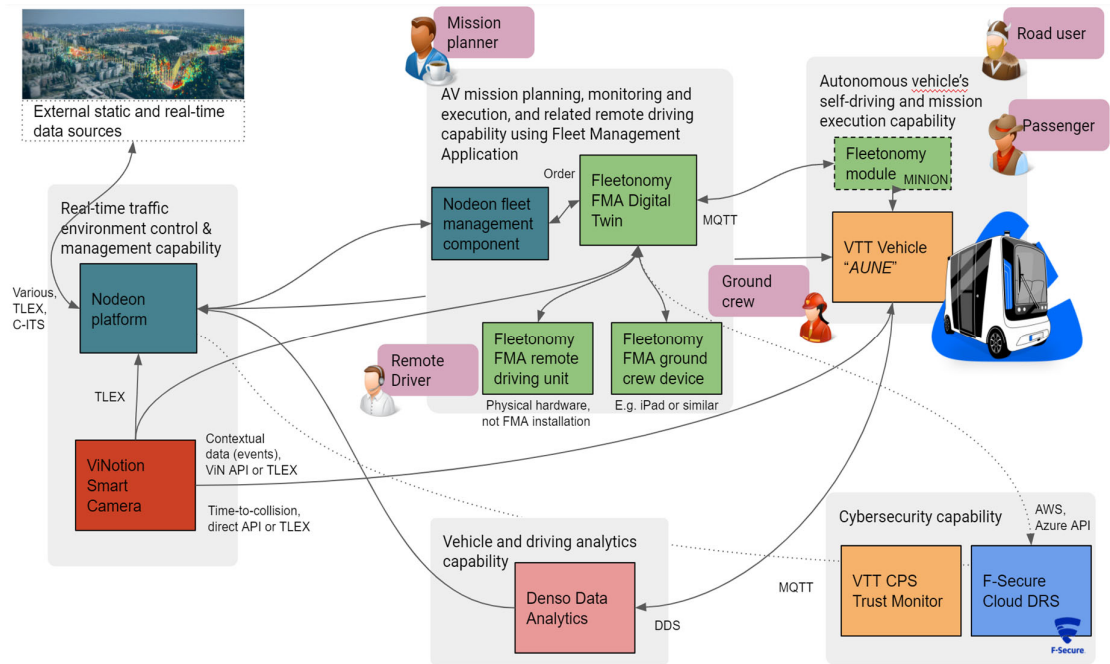 Mission
planner
Road user
Passenger
External static and real-time
data sources
AV mission planning, monitoring and
execution, and related remote driving
capability using Fleet Management
Application
Autonomous vehicle's
self-driving and mission
execution capability
Fleetonomy
module
MINION
Order
Fleetonomy
FMA Digital
Twin
MQTT
Nodeon fleet
management
component
Real-time traffic
environment control &
management capability
VTT Vehicle
“AUNE”
Nodeon
platform
Various,
TLEX,
C-ITS
Ground
crew
Fleetonomy
FMA remote
driving unit
Fleetonomy
FMA ground
crew device
Remote
Driver
Physical hardware,
not FMA installation
E.g. iPad or similar
TLEX
ViNotion
Smart
Camera
Contextual
data (events),
ViN API or TLEX
Time-to-collision,
direct API or TLEX
Vehicle and driving analytics
capability
Denso Data
Analytics
DDS
MQTT
Cybersecurity capability
AWS,
Azure API
VTT CPS
Trust Monitor
F-Secure
Cloud DRS
F-Secure.